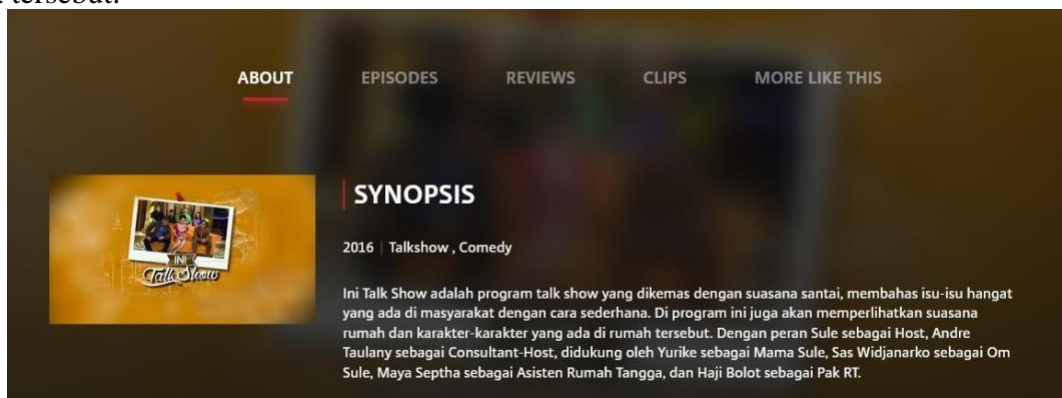 tersebut.
ABOUT EPISODES REVIEWS CLIPS MORE LIKE THIS
SYNOPSIS
2016 | Talkshow , Comedy
INI
Talk Show
Ini Talk Show adalah program talk show yang dikemas dengan suasana santai, membahas isu-isu hangat
yang ada di masyarakat dengan cara sederhana. Di program ini juga akan memperlihatkan suasana
rumah dan karakter-karakter yang ada di rumah tersebut. Dengan peran Sule sebagai Host, Andre
Taulany sebagai Consultant-Host, didukung oleh Yurike sebagai Mama Sule, Sas Widjanarko sebagai Om
Sule, Maya Septha sebagai Asisten Rumah Tangga, dan Haji Bolot sebagai Pak RT.